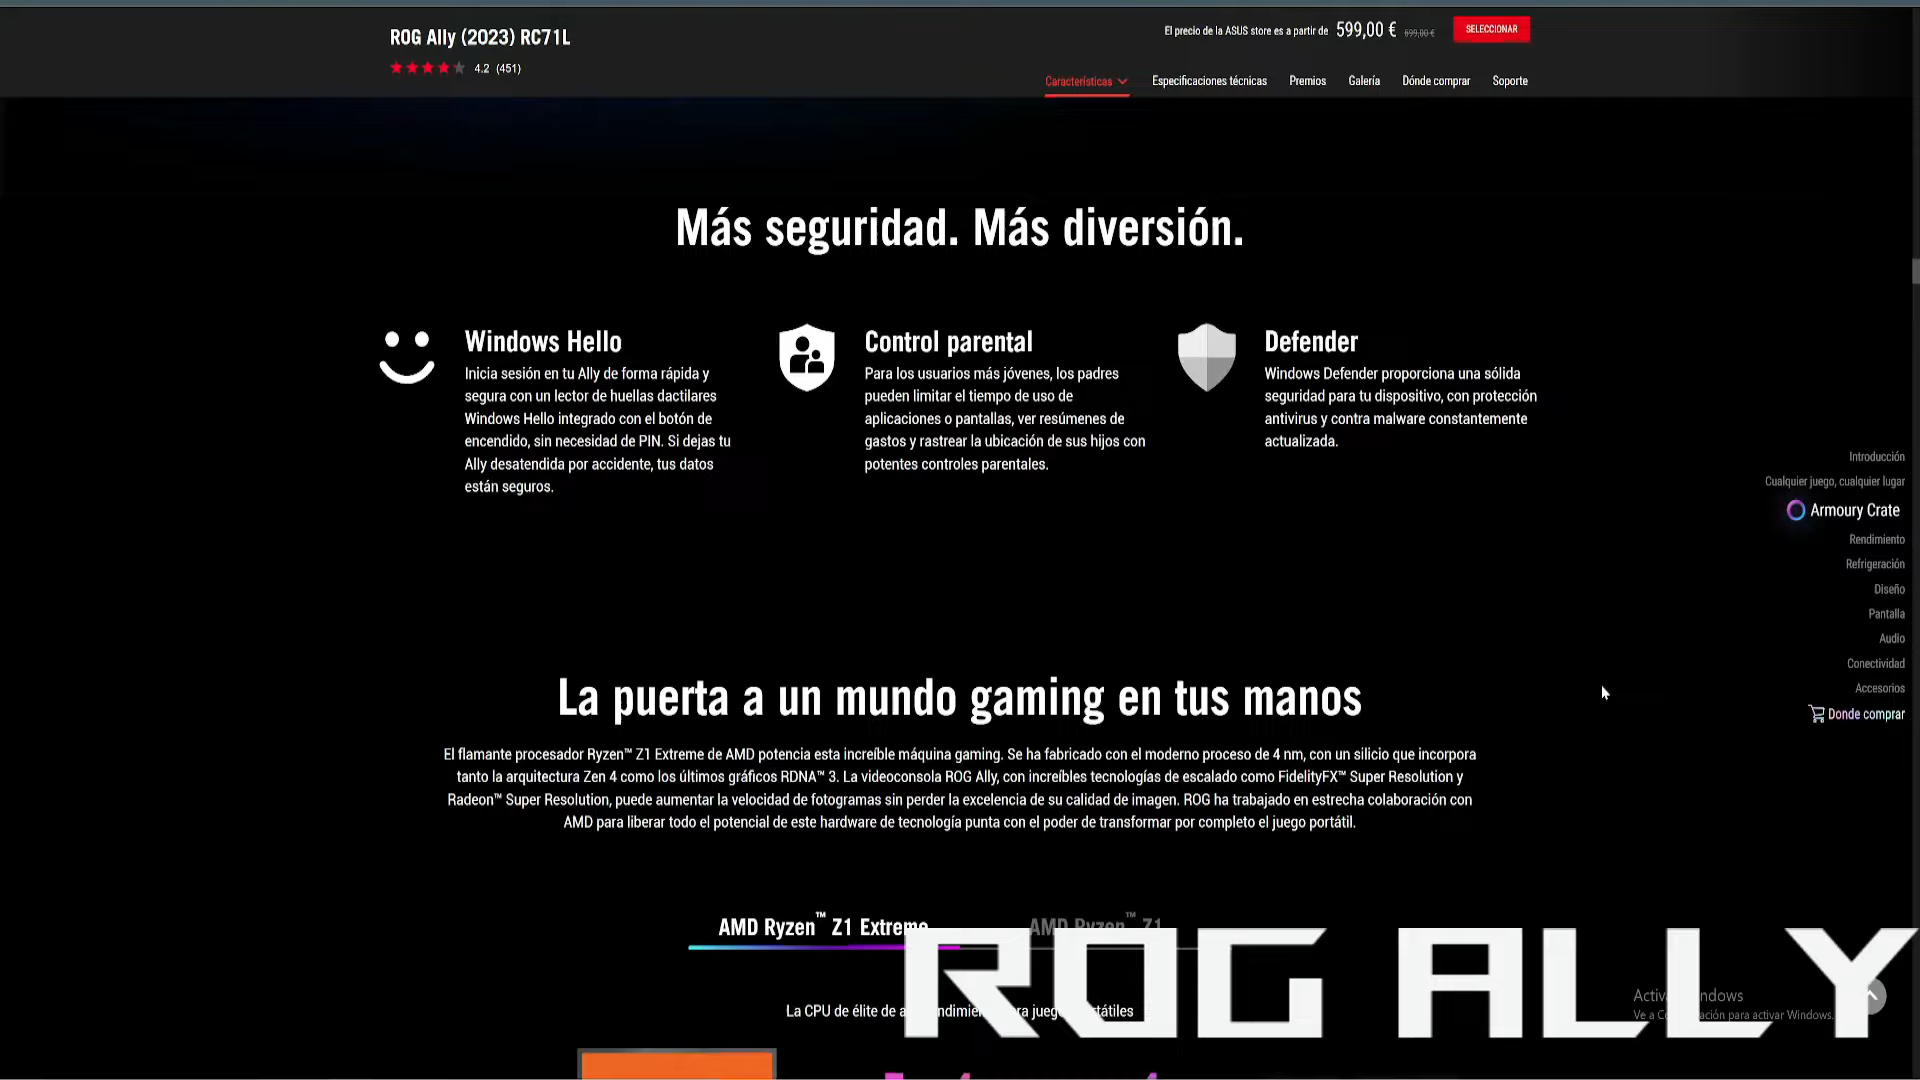 ROG Ally (2023) RC71L
4.2 (451)
El precio de la ASUS store es a partir de 599,00 € 699,00 €
SELECCIONAR
Características
Especificaciones técnicas
Premios
Galería
Dónde comprar
Soporte
Más seguridad. Más diversión.
Windows Hello
Inicia sesión en tu Ally de forma rápida y
segura con un lector de huellas dactilares
Windows Hello integrado con el botón de
encendido, sin necesidad de PIN. Si dejas tu
Ally desatendida por accidente, tus datos
están seguros.
Control parental
Para los usuarios más jóvenes, los padres
pueden limitar el tiempo de uso de
aplicaciones o pantallas, ver resúmenes de
gastos y rastrear la ubicación de sus hijos con
potentes controles parentales.
Defender
Windows Defender proporciona una sólida
seguridad para tu dispositivo, con protección
antivirus y contra malware constantemente
actualizada.
Introducción
Cualquier juego, cualquier lugar
Armoury Crate
Rendimiento
Refrigeración
Diseño
Pantalla
Audio
Conectividad
Accesorios
Donde comprar
La puerta a un mundo gaming en tus manos
El flamante procesador Ryzen™ Z1 Extreme de AMD potencia esta increíble máquina gaming. Se ha fabricado con el moderno proceso de 4 nm, con un silicio que incorpora
tanto la arquitectura Zen 4 como los últimos gráficos RDNA™ 3. La videoconsola ROG Ally, con increíbles tecnologías de escalado como FidelityFX™ Super Resolution y
Radeon™ Super Resolution, puede aumentar la velocidad de fotogramas sin perder la excelencia de su calidad de imagen. ROG ha trabajado en estrecha colaboración con
AMD para liberar todo el potencial de este hardware de tecnología punta con el poder de transformar por completo el juego portátil.
AMD Ryzen™ Z1 Extreme
AMD Ryzen™ Z1
La CPU de élite de
ROG ALLY
para activar Windows.